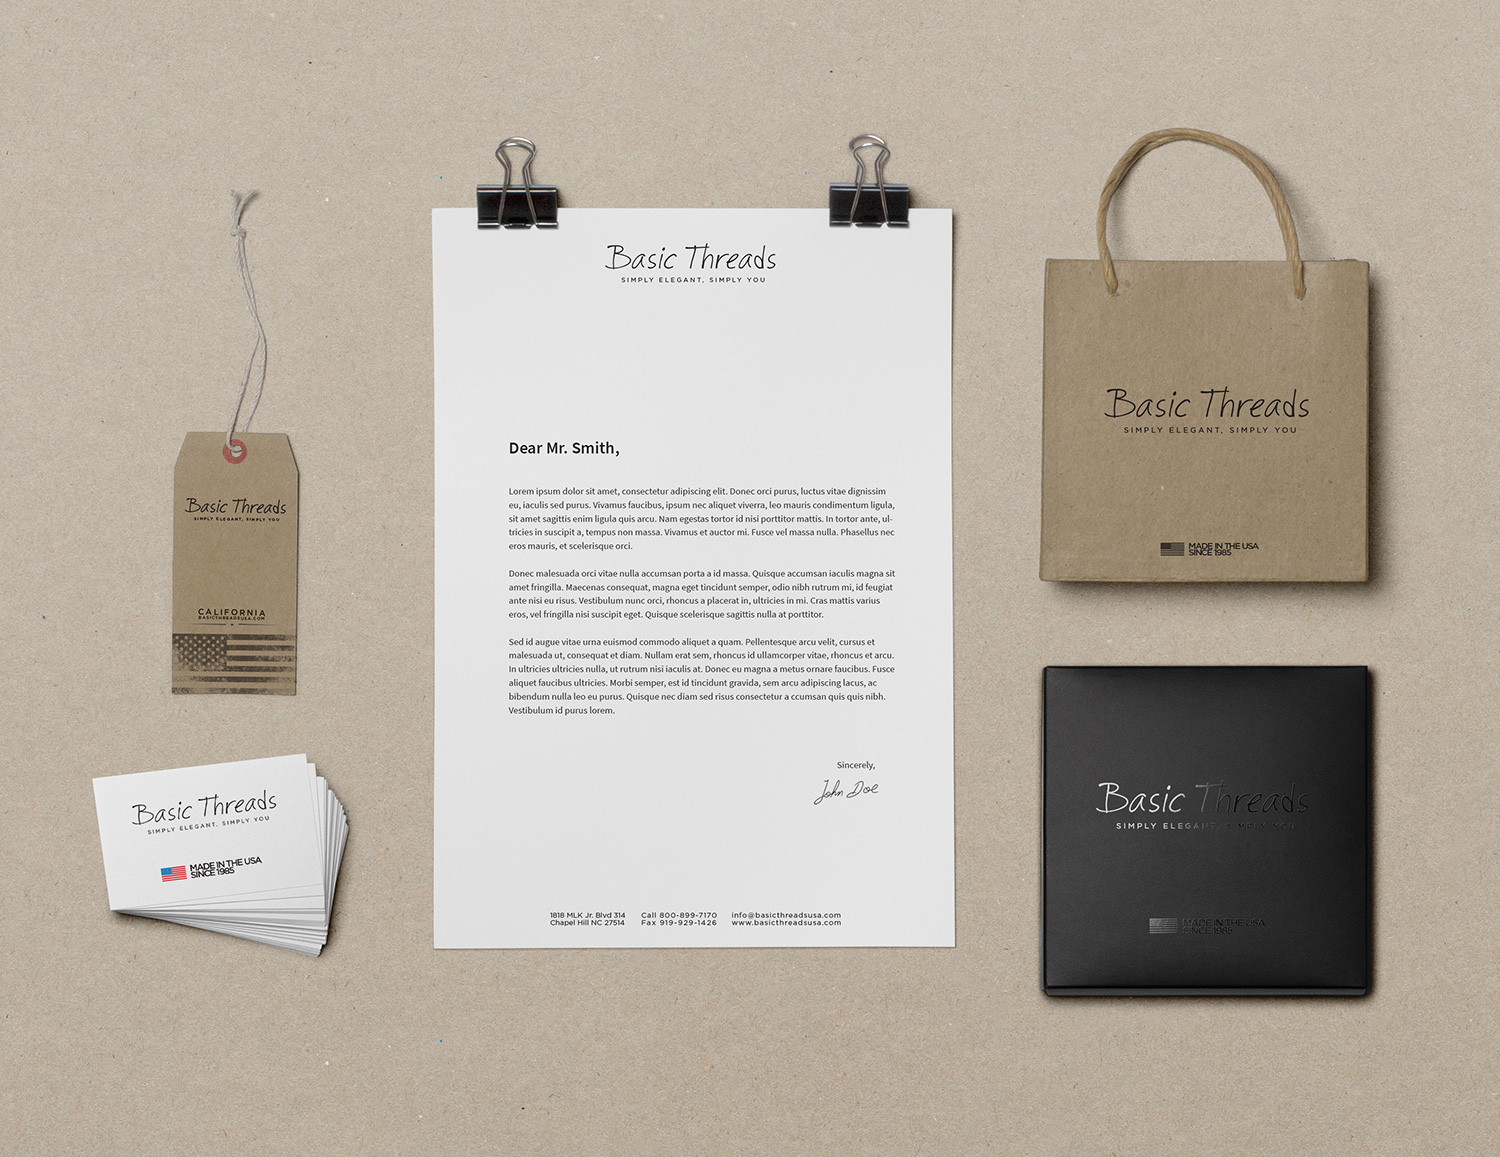 Basic Threads
SIMPLY ELEGANT, SIMPLY YOU
Dear Mr. Smith,
Lorem ipsum dolor sit amet, consectetur adipiscing elit. Donec orci purus, luctus vitae dignissim
eu, iaculis sed purus. Vivamus faucibus, ipsum nec aliquet viverra, leo mauris condimentum ligula,
sit amet sagittis enim ligula quis arcu. Nam egestas tortor id nisi porttitor mattis. In tortor ante, ul-
tricies in suscipit a, tempus non massa. Vivamus et auctor mi. Fusce vel massa nulla. Phasellus nec
eros mauris, et scelerisque orci.
Donec malesuada orci vitae nulla accumsan porta a id massa. Quisque accumsan iaculis magna sit
amet fringilla. Maecenas consequat, magna eget tincidunt semper, odio nibh rutrum mi, id feugiat
ante nisi eu risus. Vestibulum nunc orci, rhoncus a placerat in, ultricies in mi. Cras mattis varius
eros, vel fringilla nisi suscipit eget. Quisque scelerisque sagittis nulla at porttitor.
Sed id augue vitae urna euismod commodo aliquet a quam. Pellentesque arcu velit, cursus et
malesuada ut, consequat et diam. Nullam erat sem, rhoncus id ullamcorper vitae, rhoncus et arcu.
In ultricies ultricies nulla, ut rutrum nisi iaculis at. Donec eu magna a metus ornare faucibus. Fusce
aliquet faucibus ultricies. Morbi semper, est id tincidunt gravida, sem arcu adipiscing lacus, ac
bibendum nulla leo eu purus. Quisque nec diam sed risus consectetur a ccumsan quis quis nibh.
Vestibulum id purus lorem.
Sincerely,
John Doe
1818 MLK Jr. Blvd 314 Call 800-899-7170 info@basicthreadsusa.com
Chapel Hill NC 27514 Fax 919-929-1426 www.basicthreadsusa.com
Basic Threads
SIMPLY ELEGANT, SIMPLY YOU
CALIFORNIA
BASICTHREADSUSA.COM
Basic Threads
SIMPLY ELEGANT, SIMPLY YOU
MADE IN THE USA
SINCE 1985
Basic Threads
SIMPLY ELEGANT, SIMPLY YOU
MADE IN THE USA
SINCE 1985
Basic Threads
SIMPLY ELEGANT, SIMPLY YOU
MADE IN THE USA
SINCE 1985